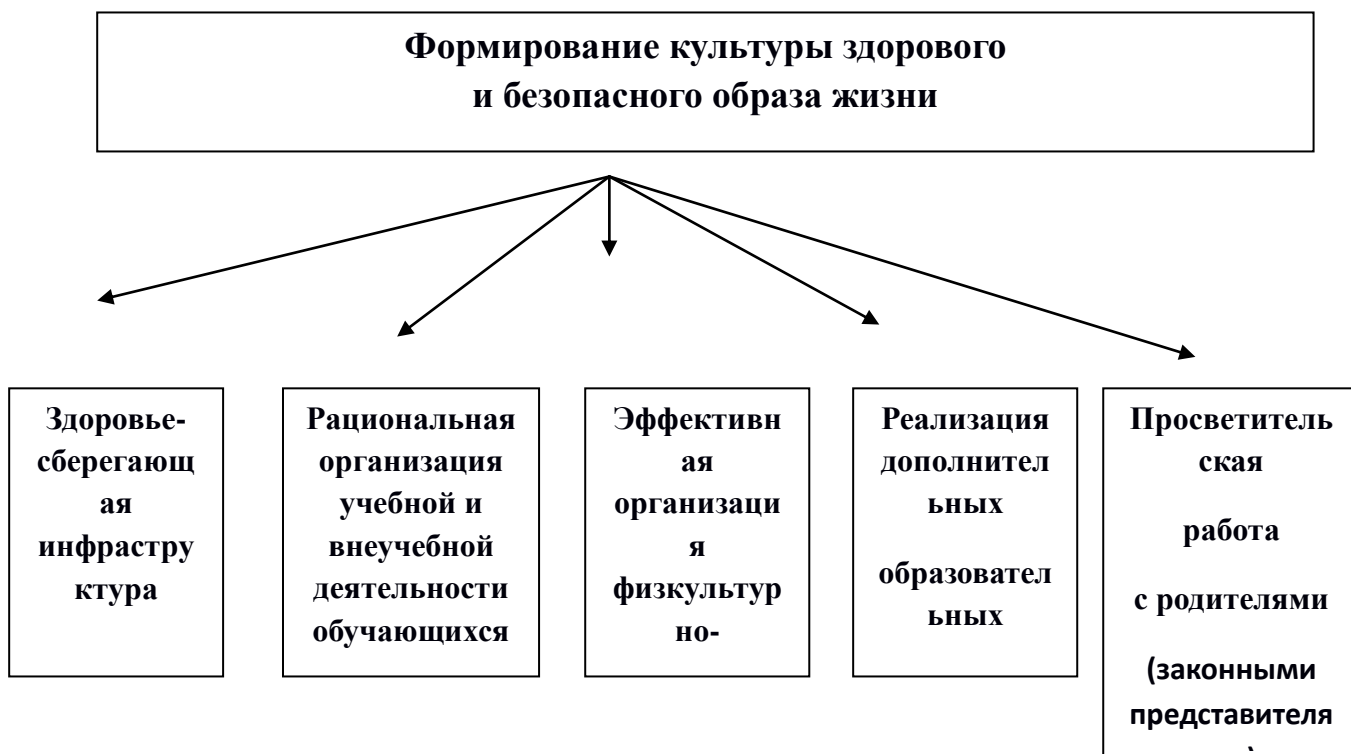 Формирование культуры здорового
и безопасного образа жизни
Здоровье-
сберегающ
ая
инфрастру
ктура
Рациональная
организация
учебной и
внеучебной
деятельности
обучающихся
Эффективн
ая
организаци
я
физкультур
но-
Реализация
дополнител
ьных
образовател
ьных
Просветитель
ская
работа
с родителями
(законными
представителя